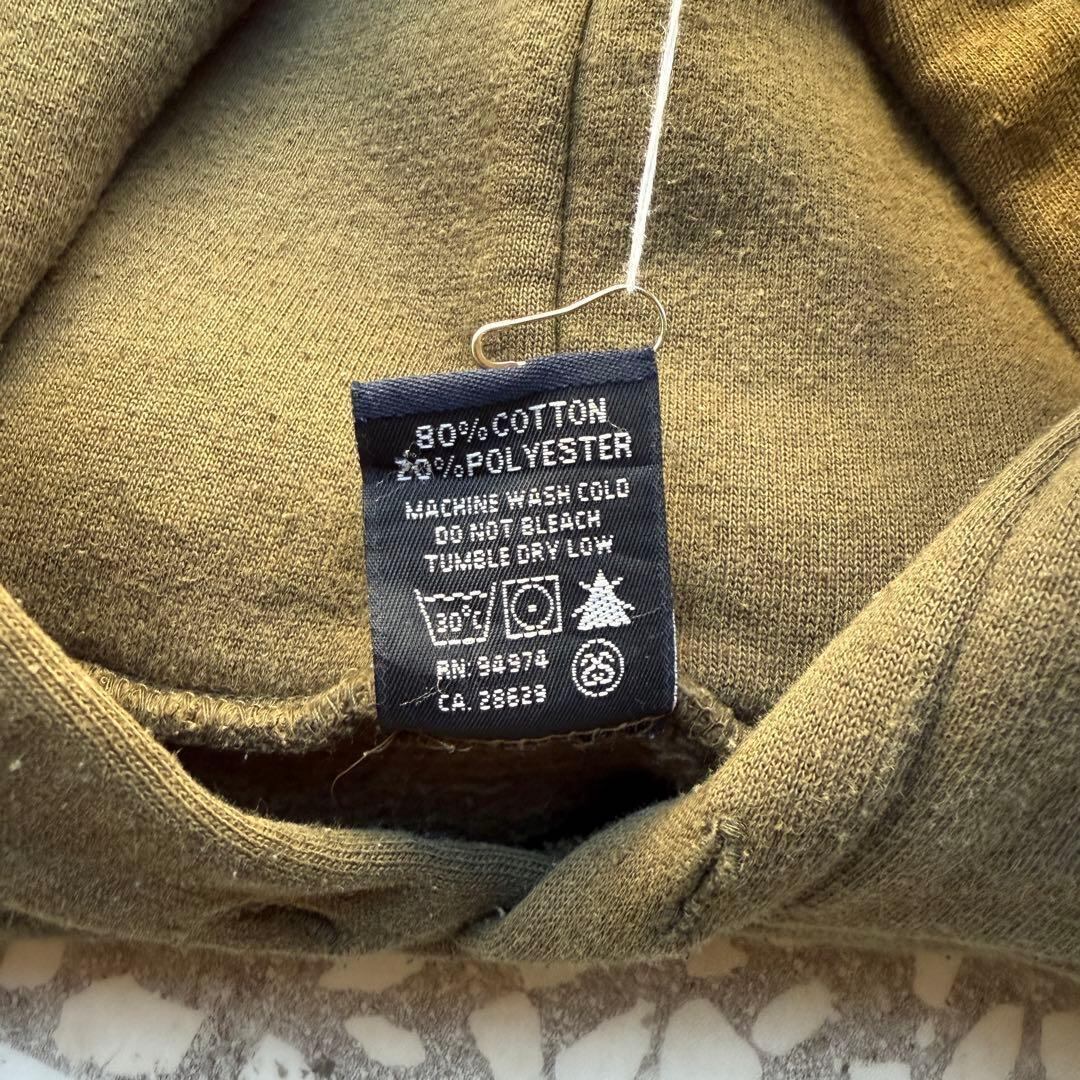 80% COTTON
20% POLYESTER
MACHINE WASH COLD
DO NOT BLEACH
TUMBLE DRY LOW
30°C
RN: 94974
CA. 28629